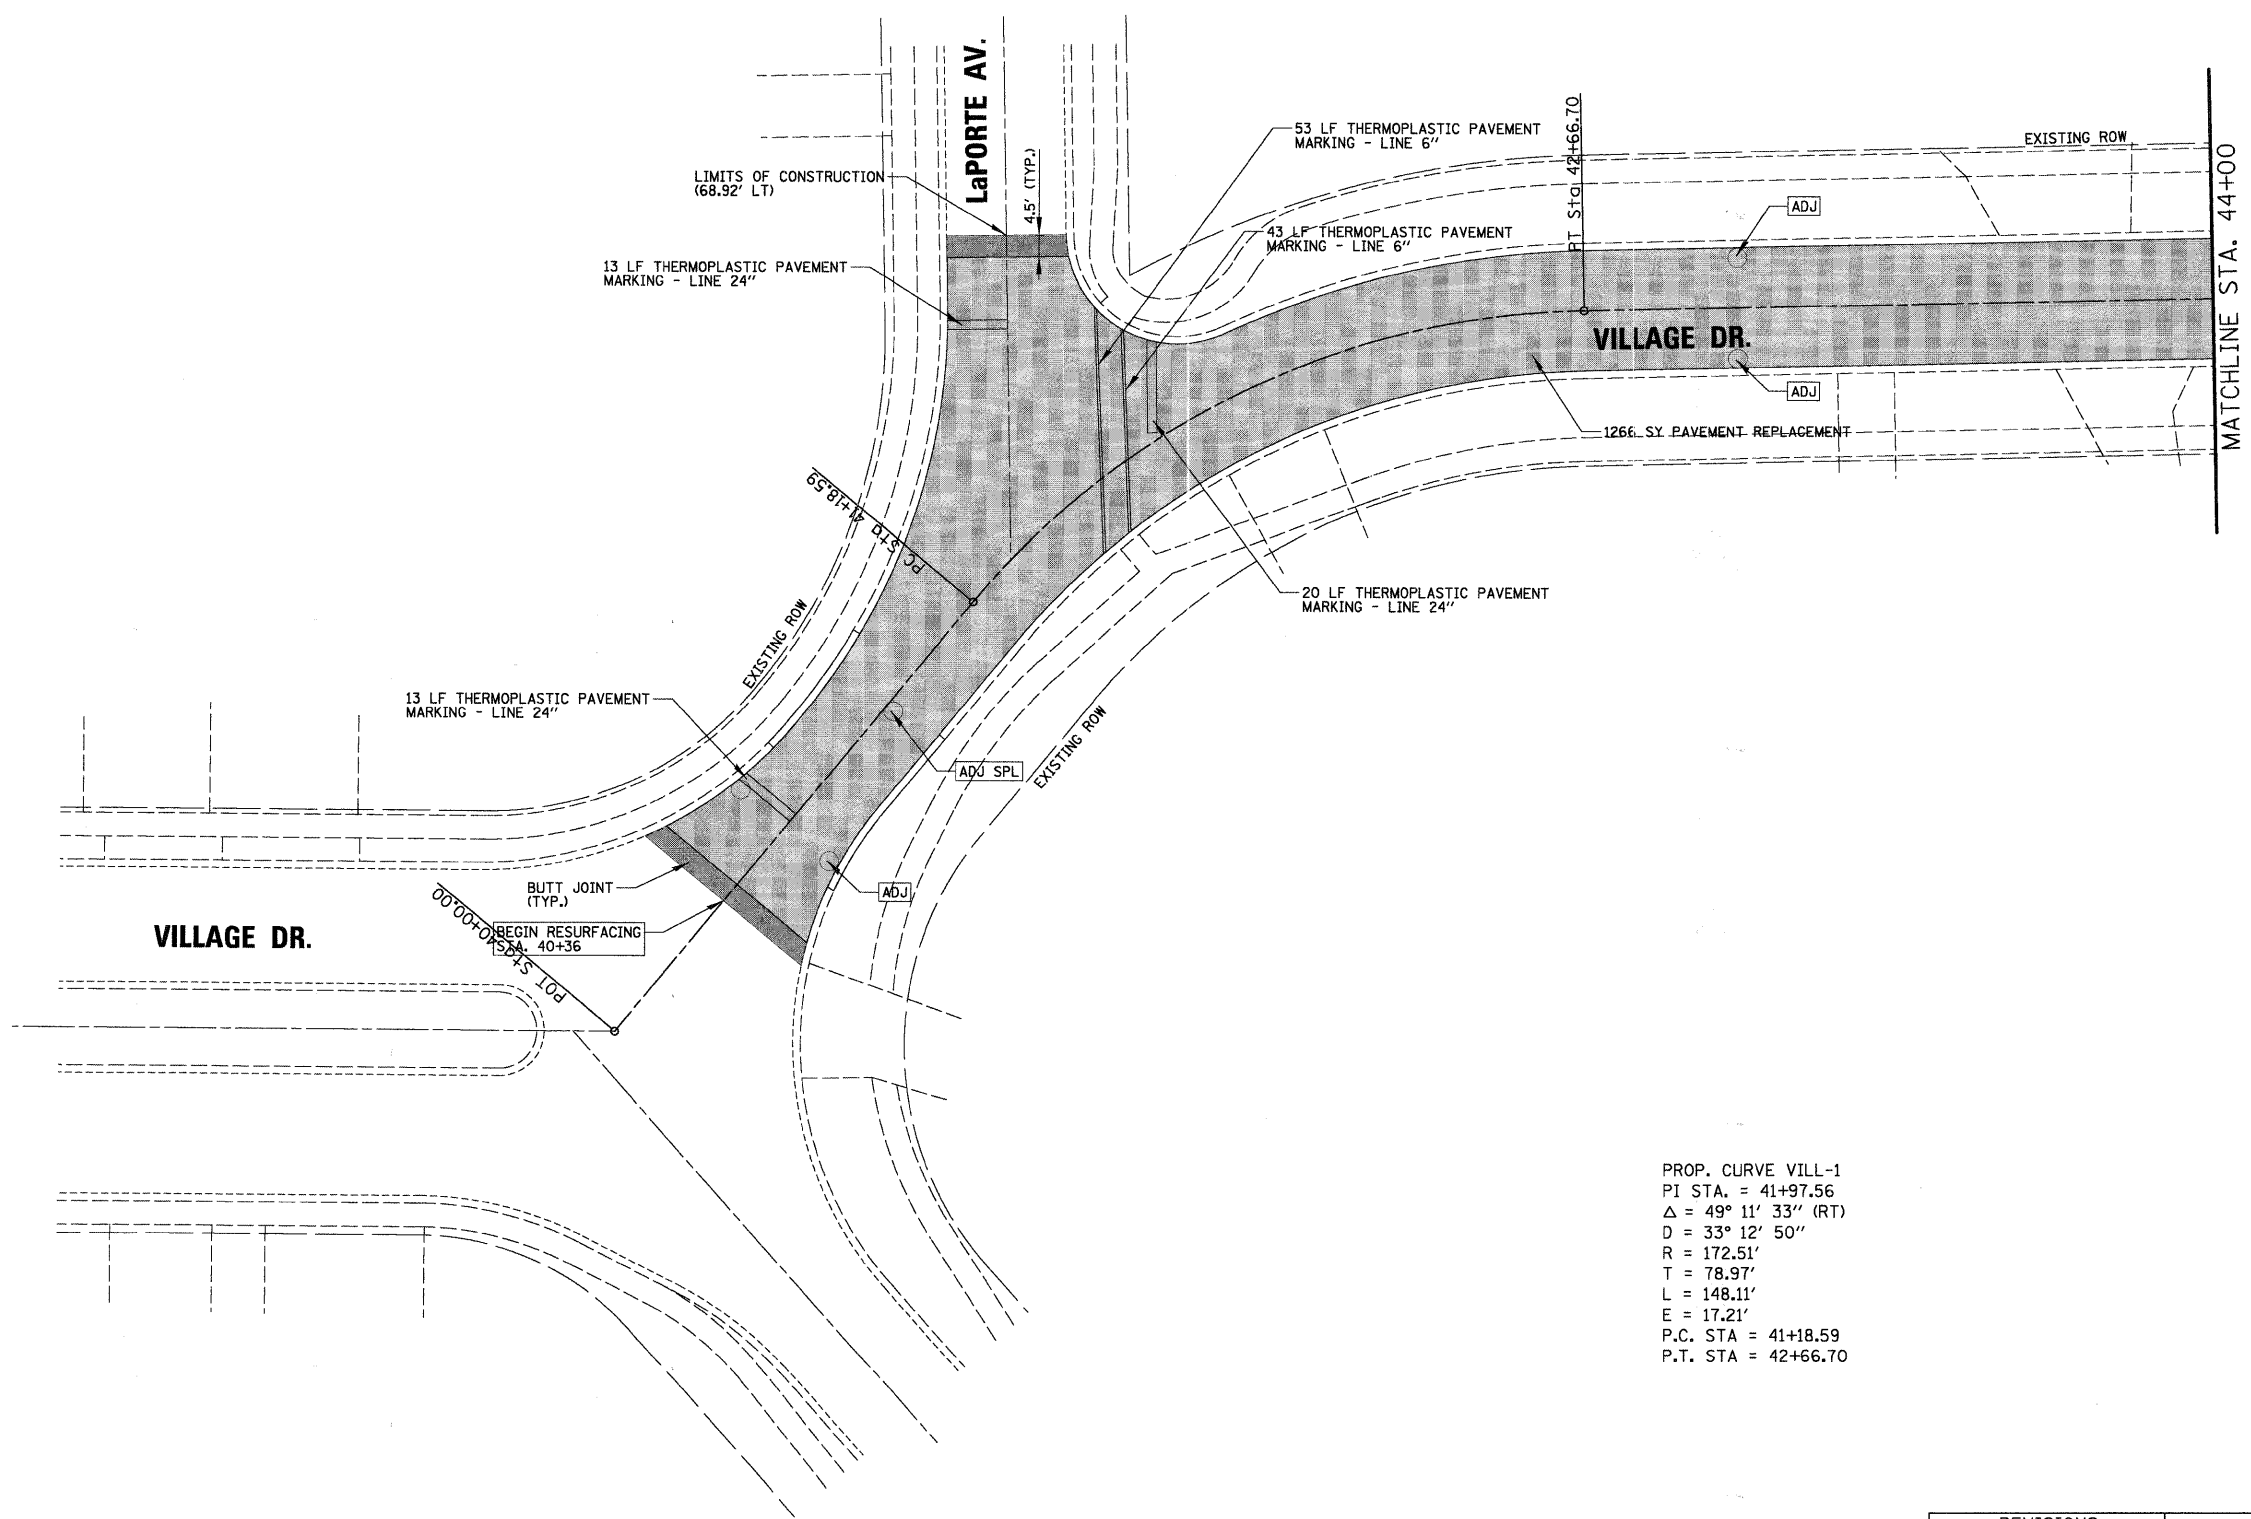 LaPORTE AV.
4.5' (TYP.)
LIMITS OF CONSTRUCTION
(68.92' LT)
13 LF THERMOPLASTIC PAVEMENT
MARKING - LINE 24"
53 LF THERMOPLASTIC PAVEMENT
MARKING - LINE 6"
43 LF THERMOPLASTIC PAVEMENT
MARKING - LINE 6"
PT Sta 42+66.70
EXISTING ROW
ADJ
VILLAGE DR.
ADJ
1266 SY PAVEMENT REPLACEMENT
MATCHLINE STA. 44+00
PC Sta 41+18.59
20 LF THERMOPLASTIC PAVEMENT
MARKING - LINE 24"
EXISTING ROW
13 LF THERMOPLASTIC PAVEMENT
MARKING - LINE 24"
EXISTING ROW
ADJ SPL
ADJ
BUTT JOINT
(TYP.)
BEGIN RESURFACING
STA. 40+36
POT Sta 40+00.00
VILLAGE DR.
PROP. CURVE VILL-1
PI STA. = 41+97.56
Δ = 49° 11' 33" (RT)
D = 33° 12' 50"
R = 172.51'
T = 78.97'
L = 148.11'
E = 17.21'
P.C. STA = 41+18.59
P.T. STA = 42+66.70